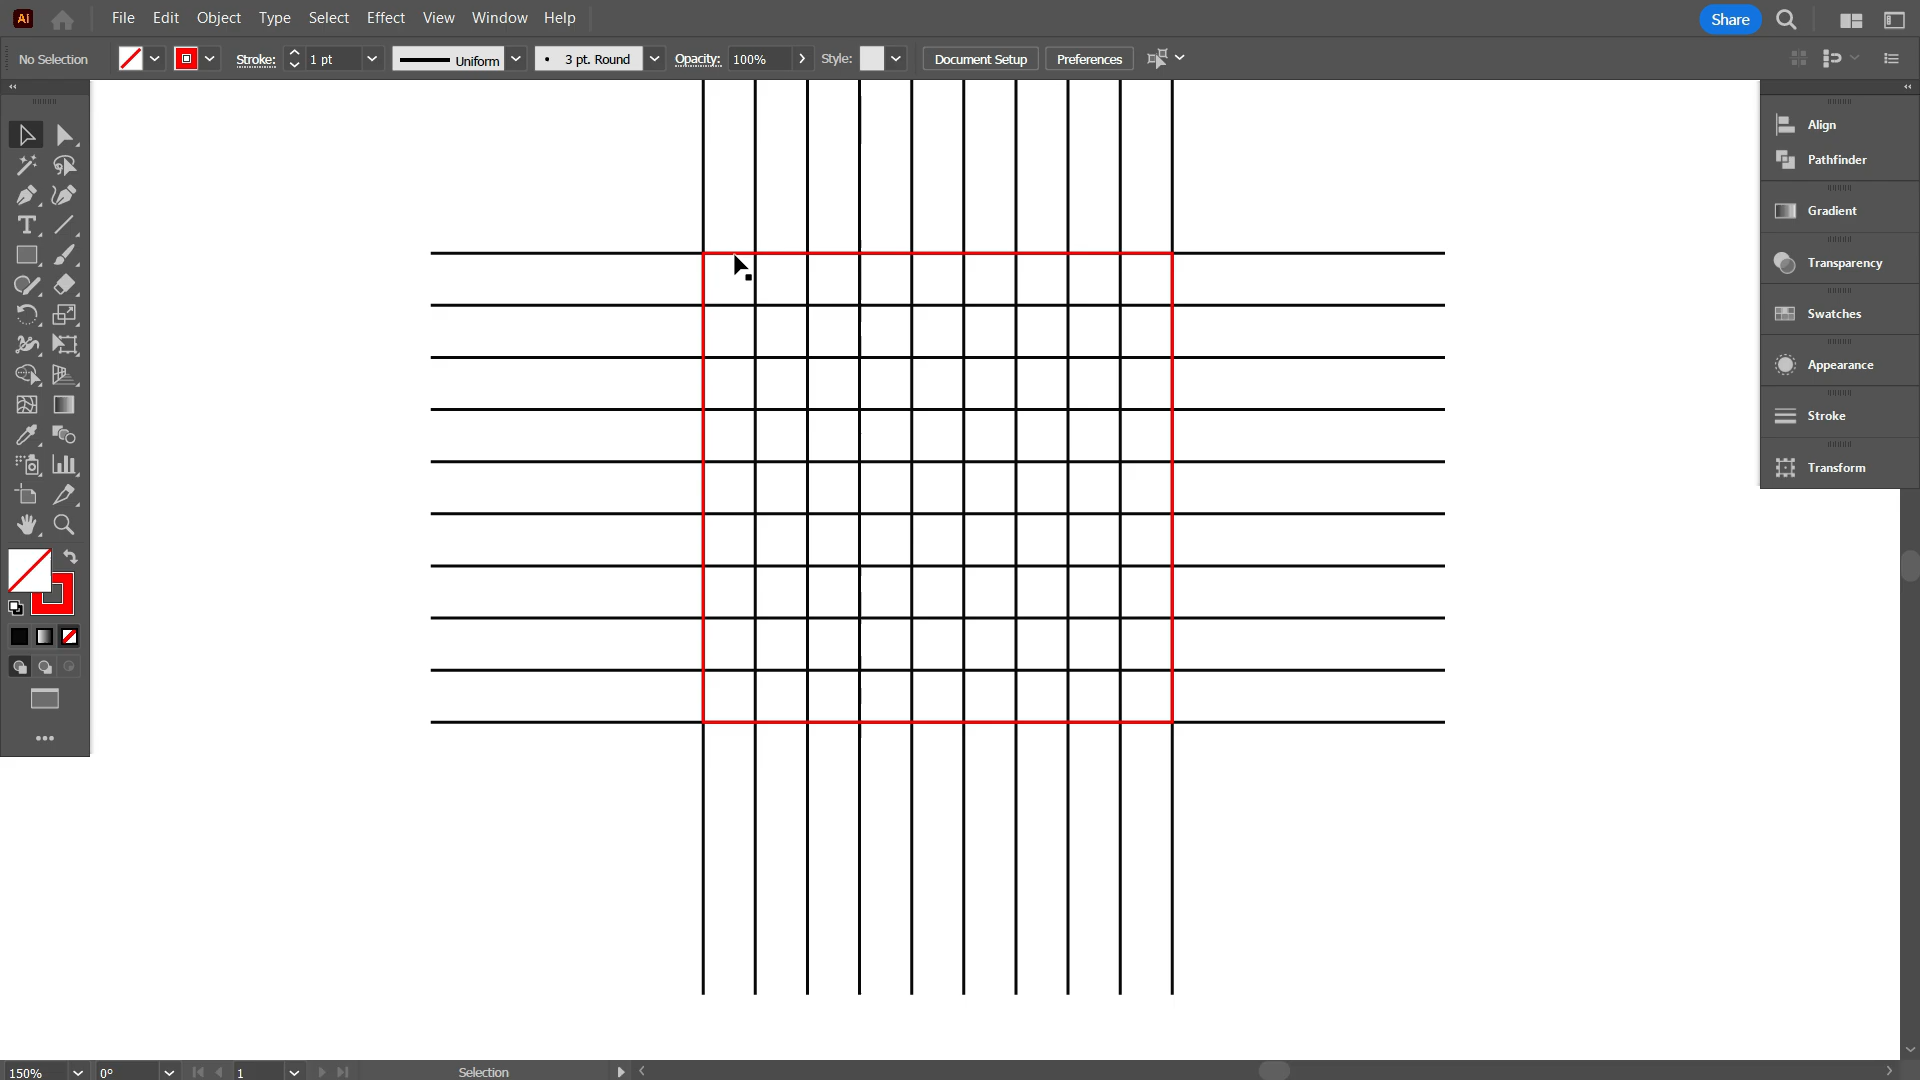 Ai File Edit Object Type Select Effect View Window Help Share
No Selection Stroke: 1 pt Uniform 3 pt. Round Opacity: 100% Style: Document Setup Preferences
Align
Pathfinder
Gradient
Transparency
Swatches
Appearance
Stroke
Transform
150% 0° 1 Selection